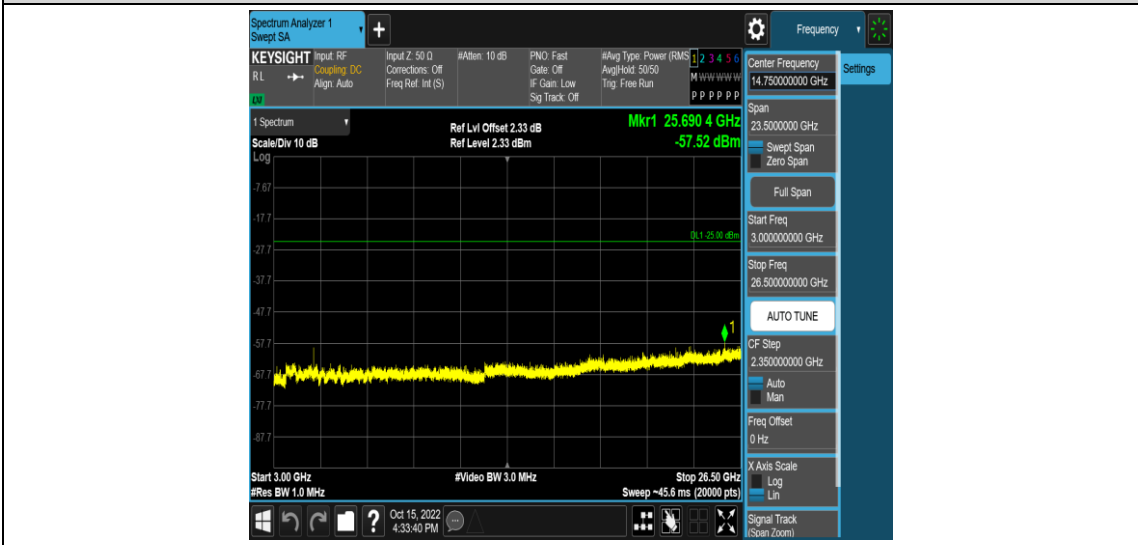 Spectrum Analyzer 1
Swept SA
+
Frequency
KEYSIGHT
RL
LXI
Input: RF
Coupling: DC
Align: Auto
Input Z: 50 Ω
Corrections: Off
Freq Ref: Int (S)
#Atten: 10 dB
PNO: Fast
Gate: Off
IF Gain: Low
Sig Track: Off
#Avg Type: Power (RMS
Avg|Hold: 50/50
Trig: Free Run
1 2 3 4 5 6
M W W W W W
P P P P P P
1 Spectrum
Scale/Div 10 dB
Log
Ref Lvl Offset 2.33 dB
Ref Level 2.33 dBm
Mkr1 25.690 4 GHz
-57.52 dBm
-7.67
-17.7
DL1 -25.00 dBm
-27.7
-37.7
-47.7
1
-57.7
-67.7
-77.7
-87.7
Start 3.00 GHz
#Res BW 1.0 MHz
#Video BW 3.0 MHz
Stop 26.50 GHz
Sweep ~45.6 ms (20000 pts)
?
Oct 15, 2022
4:33:40 PM
Center Frequency
14.750000000 GHz
Settings
Span
23.5000000 GHz
Swept Span
Zero Span
Full Span
Start Freq
3.000000000 GHz
Stop Freq
26.500000000 GHz
AUTO TUNE
CF Step
2.350000000 GHz
Auto
Man
Freq Offset
0 Hz
X Axis Scale
Log
Lin
Signal Track
(Span Zoom)